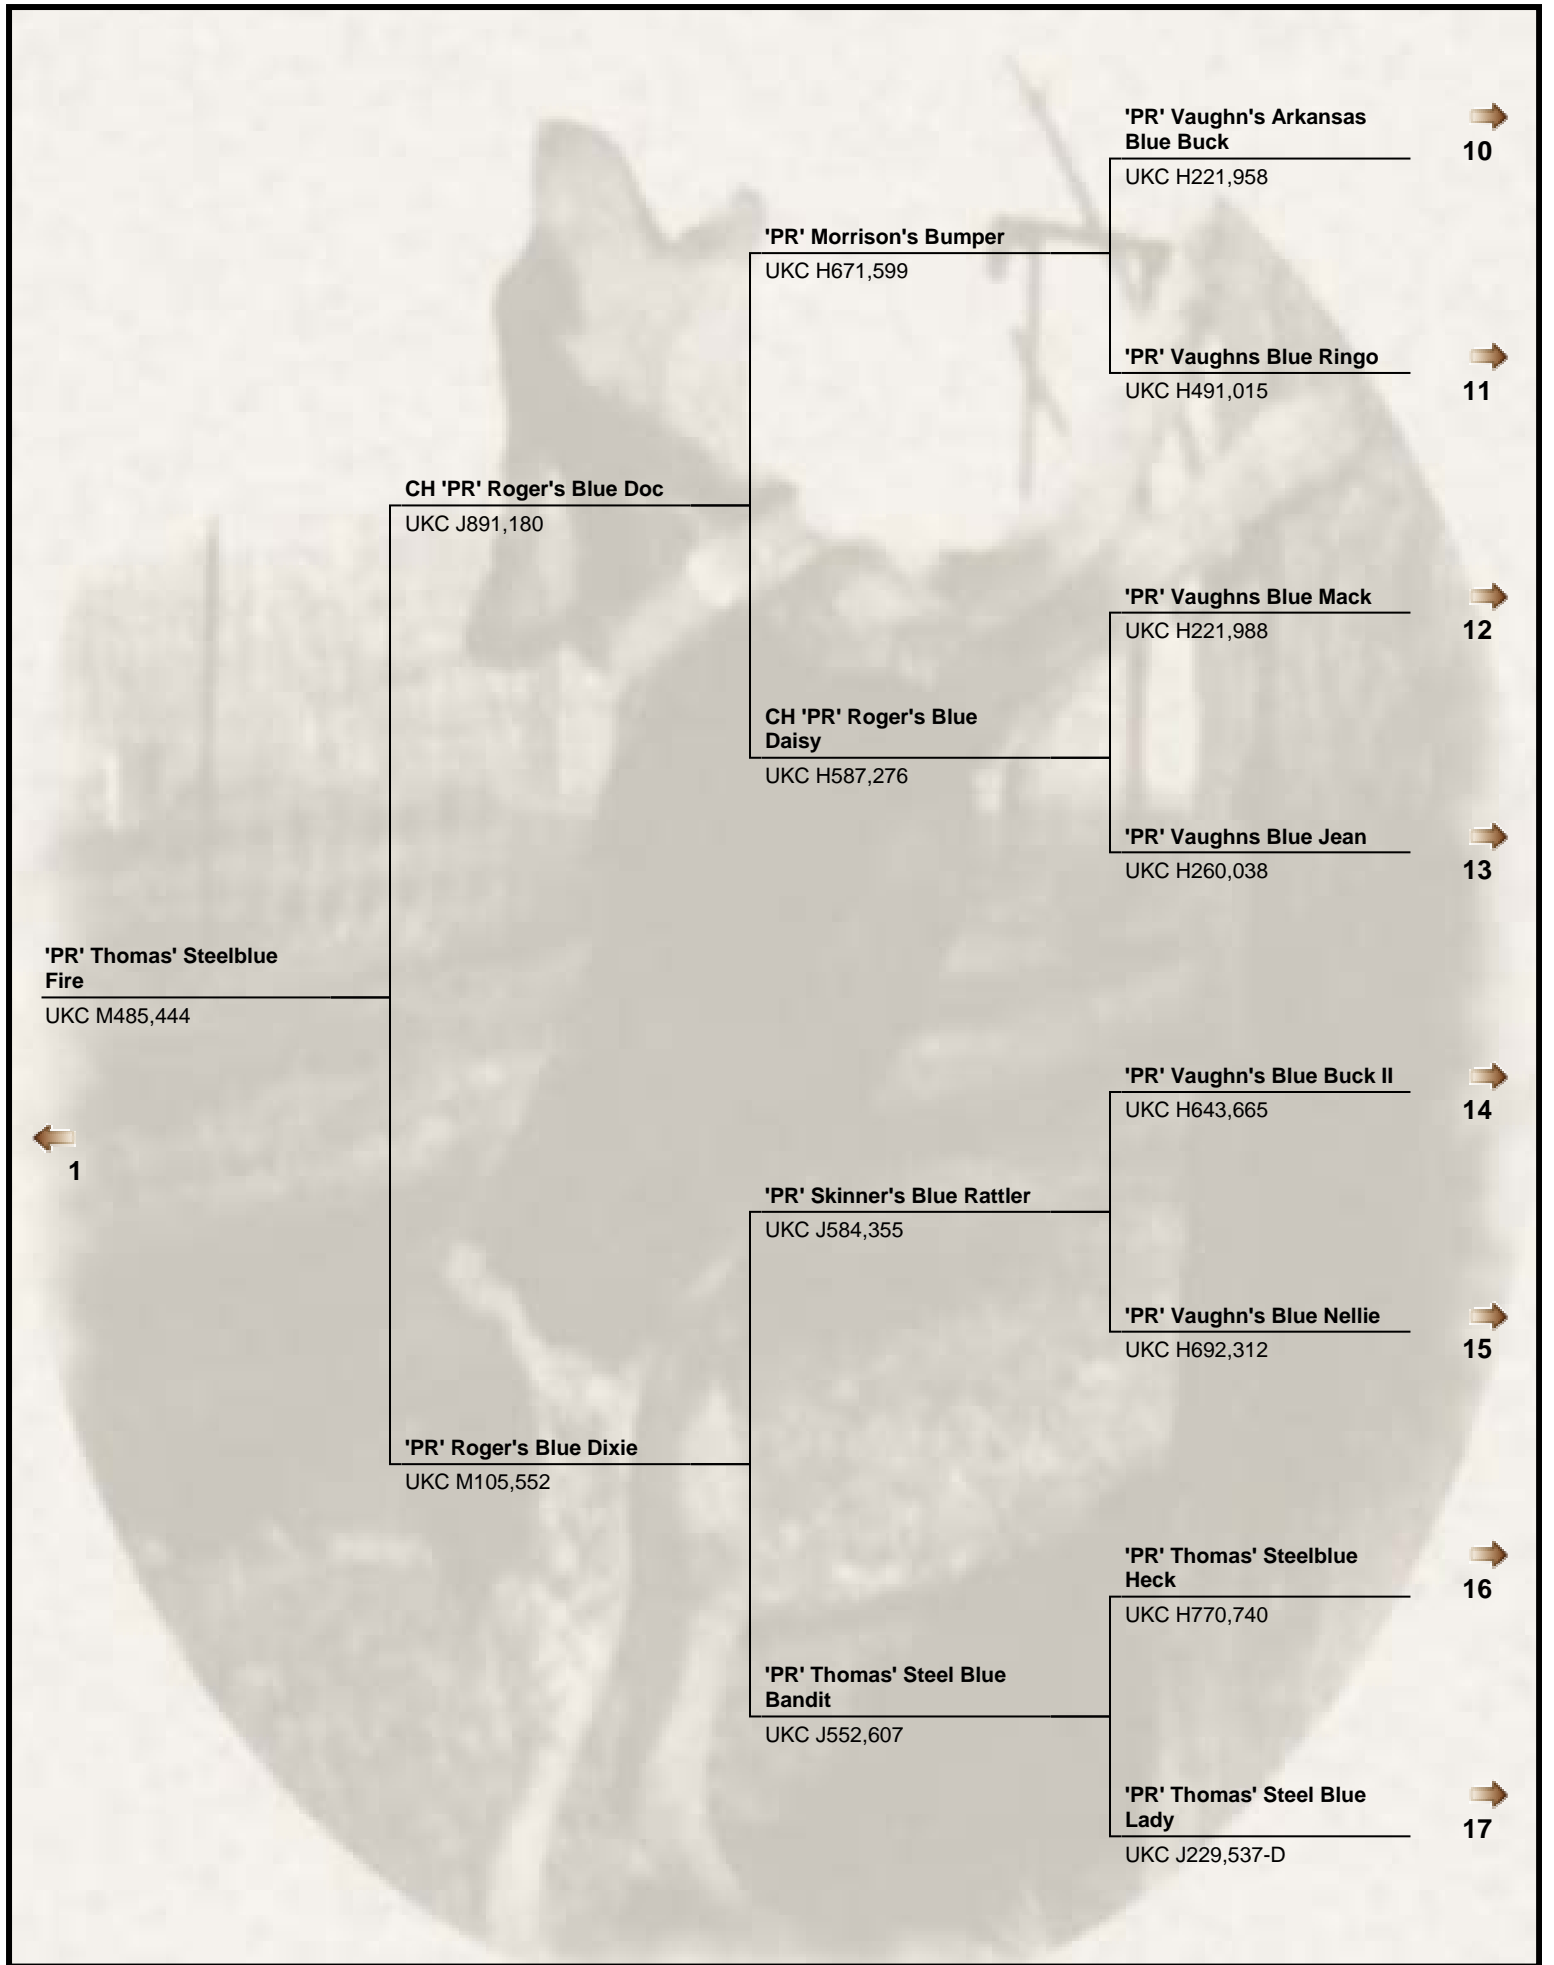 'PR' Vaughn's Arkansas
Blue Buck
UKC H221,958
10
'PR' Morrison's Bumper
UKC H671,599
'PR' Vaughns Blue Ringo
UKC H491,015
11
CH 'PR' Roger's Blue Doc
UKC J891,180
'PR' Vaughns Blue Mack
UKC H221,988
12
CH 'PR' Roger's Blue
Daisy
UKC H587,276
'PR' Vaughns Blue Jean
UKC H260,038
13
'PR' Thomas' Steelblue
Fire
UKC M485,444
1
'PR' Vaughn's Blue Buck II
UKC H643,665
14
'PR' Skinner's Blue Rattler
UKC J584,355
'PR' Vaughn's Blue Nellie
UKC H692,312
15
'PR' Roger's Blue Dixie
UKC M105,552
'PR' Thomas' Steelblue
Heck
UKC H770,740
16
'PR' Thomas' Steel Blue
Bandit
UKC J552,607
'PR' Thomas' Steel Blue
Lady
UKC J229,537-D
17